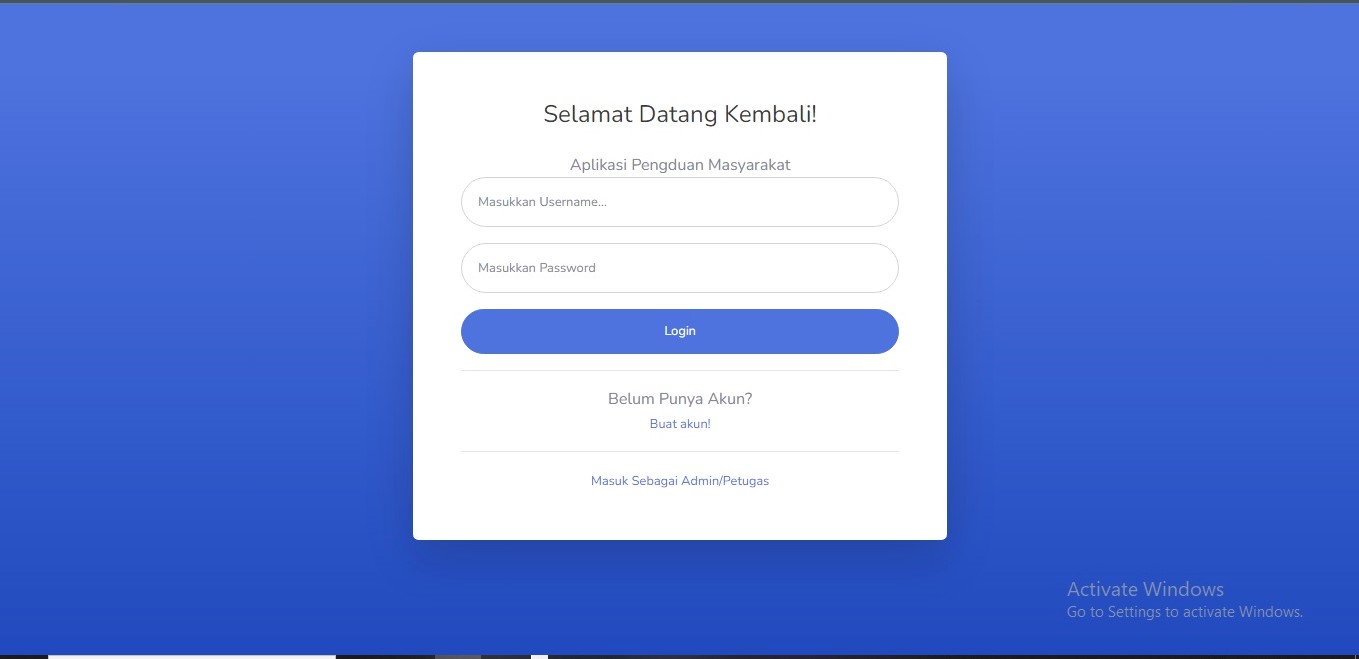 Selamat Datang Kembali!
Aplikasi Pengduan Masyarakat
Masukkan Username...
Masukkan Password
Login
Belum Punya Akun?
Buat akun!
Masuk Sebagai Admin/Petugas
Activate Windows
Go to Settings to activate Windows.